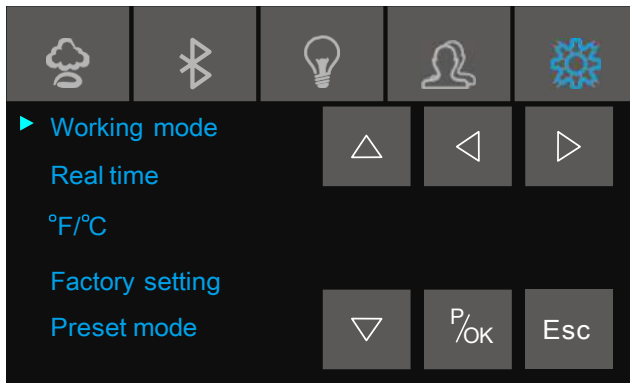 Working mode
Real time
°F/°C
Factory setting
Preset mode
P/OK
Esc